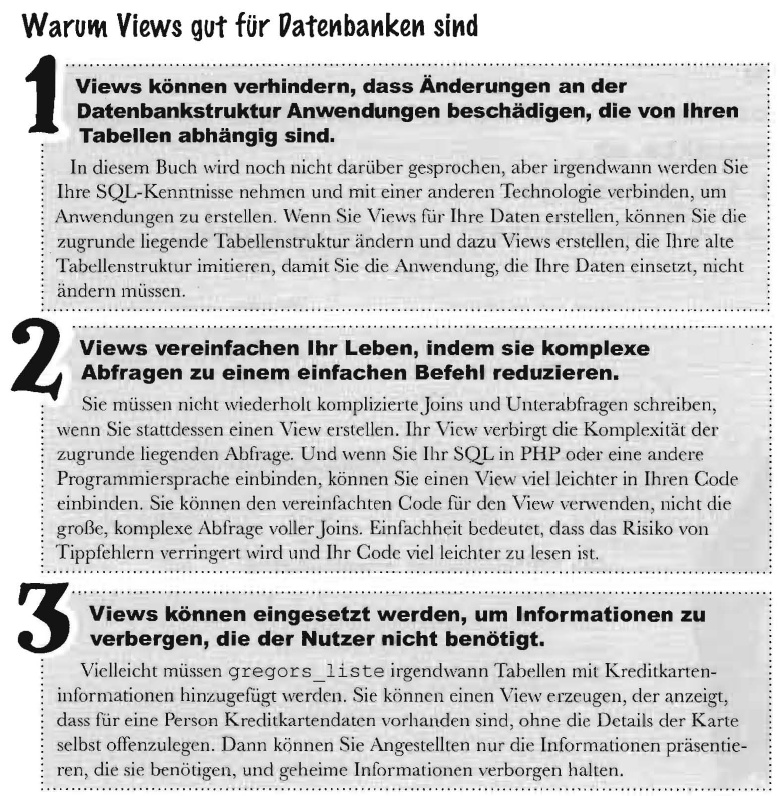 Warum Views gut für Datenbanken sind
1
Views können verhindern, dass Änderungen an der
Datenbankstruktur Anwendungen beschädigen, die von Ihren
Tabellen abhängig sind.
In diesem Buch wird noch nicht darüber gesprochen, aber irgendwann werden Sie
Ihre SQL-Kenntnisse nehmen und mit einer anderen Technologie verbinden, um
Anwendungen zu erstellen. Wenn Sie Views für Ihre Daten erstellen, können Sie die
zugrunde liegende Tabellenstruktur ändern und dazu Views erstellen, die Ihre alte
Tabellenstruktur imitieren, damit Sie die Anwendung, die Ihre Daten einsetzt, nicht
ändern müssen.
2
Views vereinfachen Ihr Leben, indem sie komplexe
Abfragen zu einem einfachen Befehl reduzieren.
Sie müssen nicht wiederholt komplizierte Joins und Unterabfragen schreiben,
wenn Sie stattdessen einen View erstellen. Ihr View verbirgt die Komplexität der
zugrunde liegenden Abfrage. Und wenn Sie Ihr SQL in PHP oder eine andere
Programmiersprache einbinden, können Sie einen View viel leichter in Ihren Code
einbinden. Sie können den vereinfachten Code für den View verwenden, nicht die
große, komplexe Abfrage voller Joins. Einfachheit bedeutet, dass das Risiko von
Tippfehlern verringert wird und Ihr Code viel leichter zu lesen ist.
3
Views können eingesetzt werden, um Informationen zu
verbergen, die der Nutzer nicht benötigt.
Vielleicht müssen gregors_liste irgendwann Tabellen mit Kreditkarten-
informationen hinzugefügt werden. Sie können einen View erzeugen, der anzeigt,
dass für eine Person Kreditkartendaten vorhanden sind, ohne die Details der Karte
selbst offenzulegen. Dann können Sie Angestellten nur die Informationen präsentie-
ren, die sie benötigen, und geheime Informationen verborgen halten.